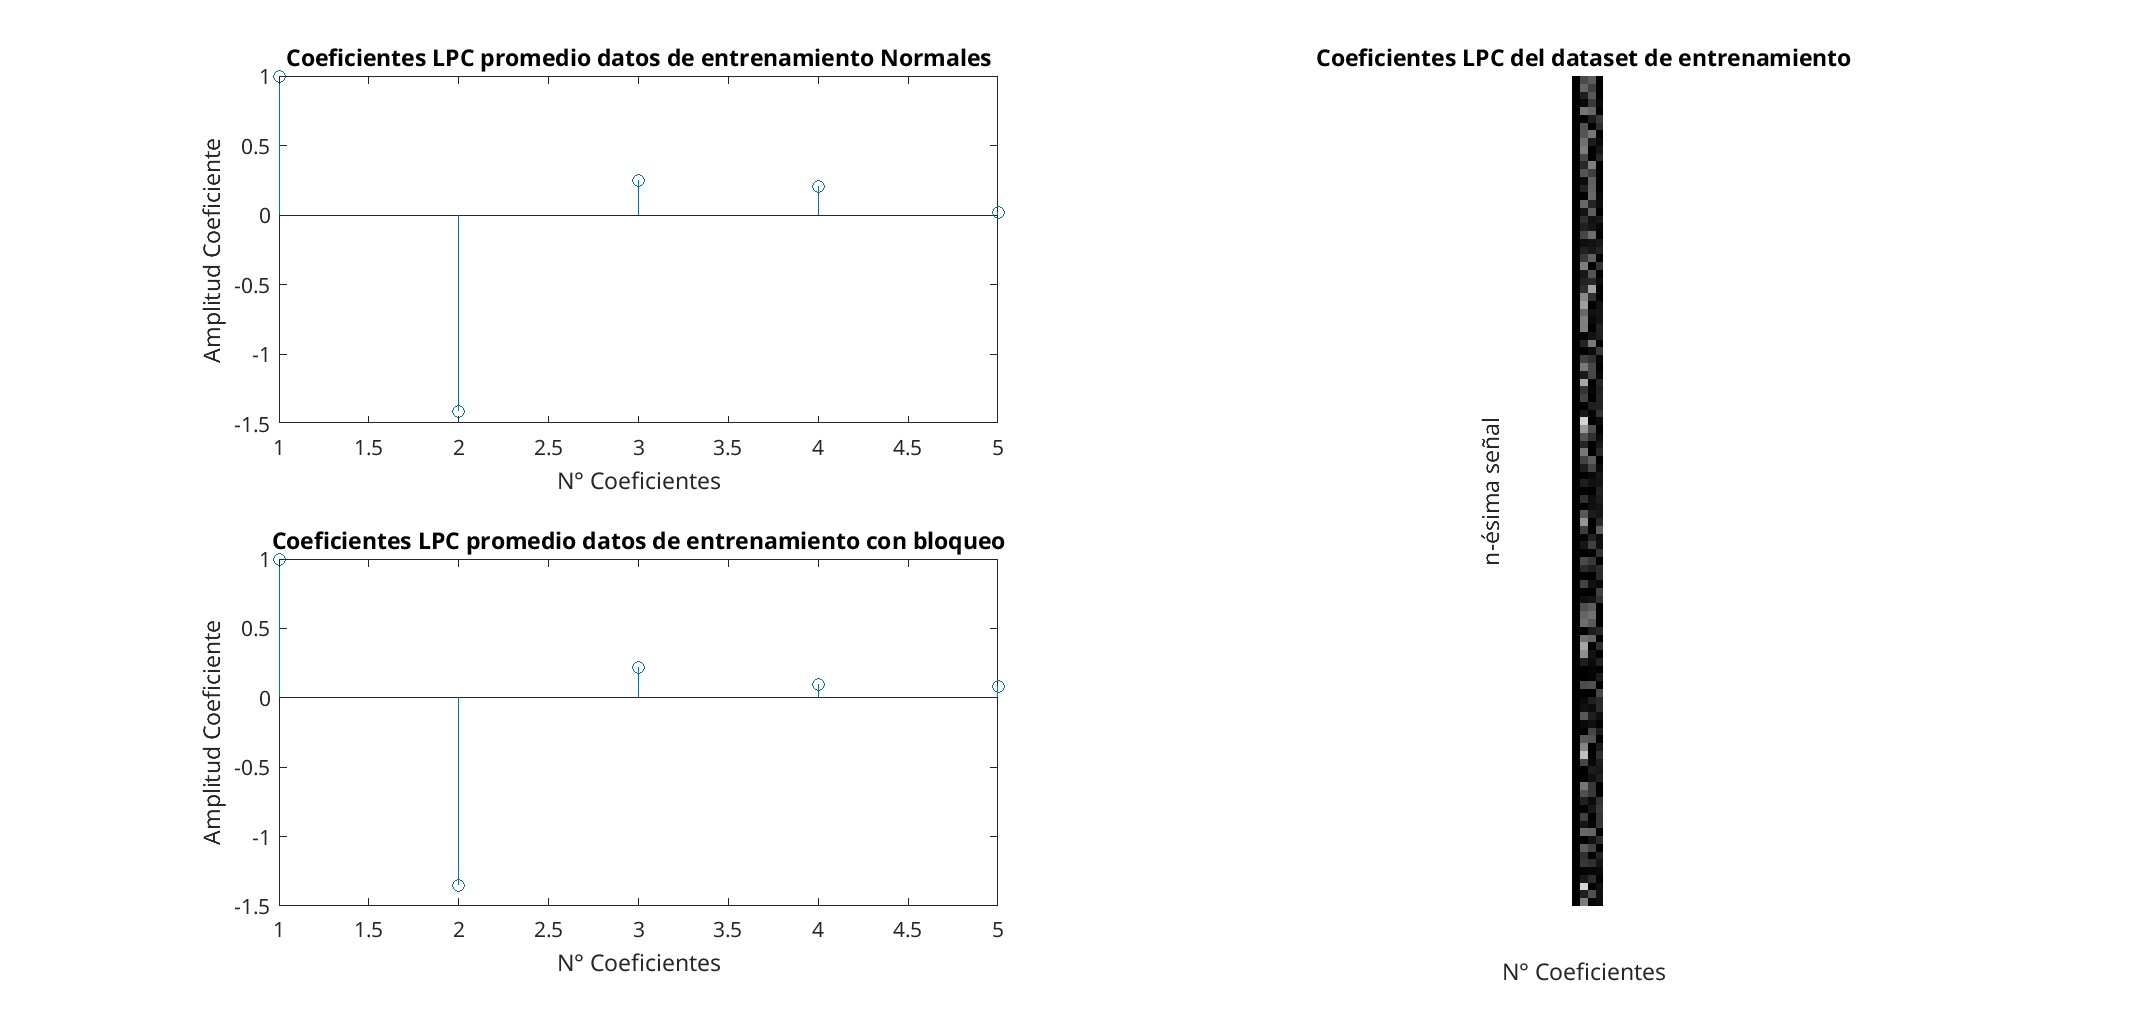 Coeficientes LPC promedio datos de entrenamiento Normales
1
0.5
0
-0.5
-1
-1.5
Amplitud Coeficiente
1 1.5 2 2.5 3 3.5 4 4.5 5
N° Coeficientes
Coeficientes LPC promedio datos de entrenamiento con bloqueo
1
0.5
0
-0.5
-1
-1.5
Amplitud Coeficiente
1 1.5 2 2.5 3 3.5 4 4.5 5
N° Coeficientes
Coeficientes LPC del dataset de entrenamiento
n-ésima señal
N° Coeficientes